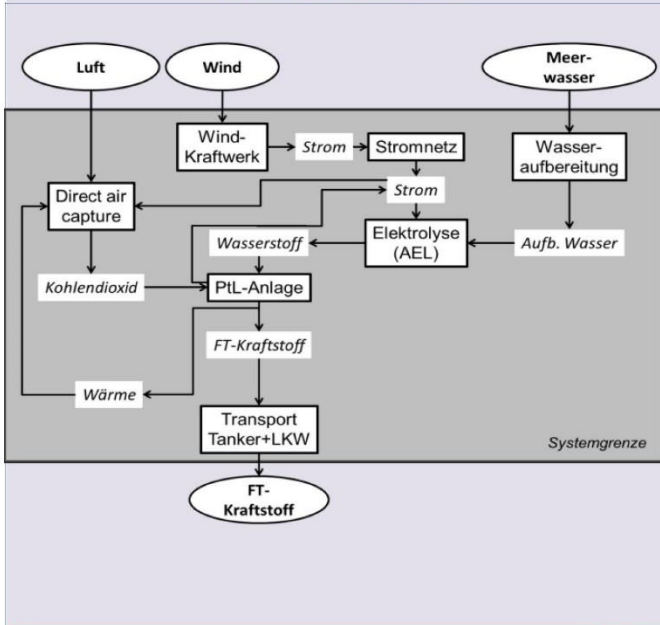 Luft
Wind
Meer-
wasser
Wind-
Kraftwerk
Strom
Stromnetz
Wasser-
aufbereitung
Direct air
capture
Strom
Wasserstoff
Elektrolyse
(AEL)
Aufb. Wasser
Kohlendioxid
PtL-Anlage
FT-Kraftstoff
Wärme
Transport
Tanker+LKW
Systemgrenze
FT-
Kraftstoff